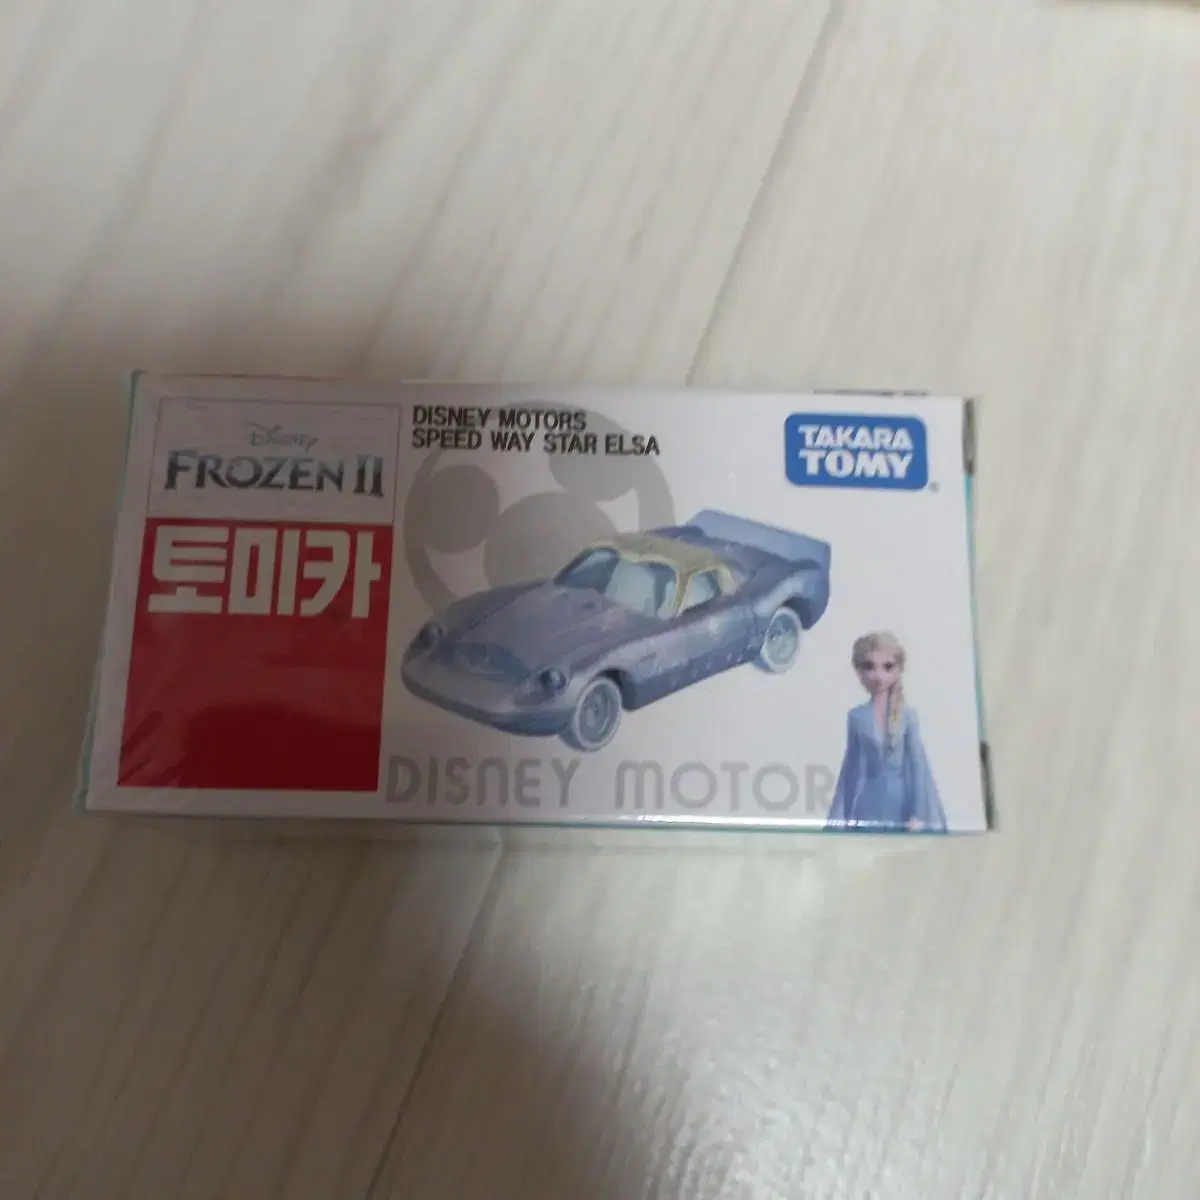 Disney
FROZEN II
토미카
DISNEY MOTORS
SPEED WAY STAR ELSA
TAKARA
TOMY
DISNEY MOTOR